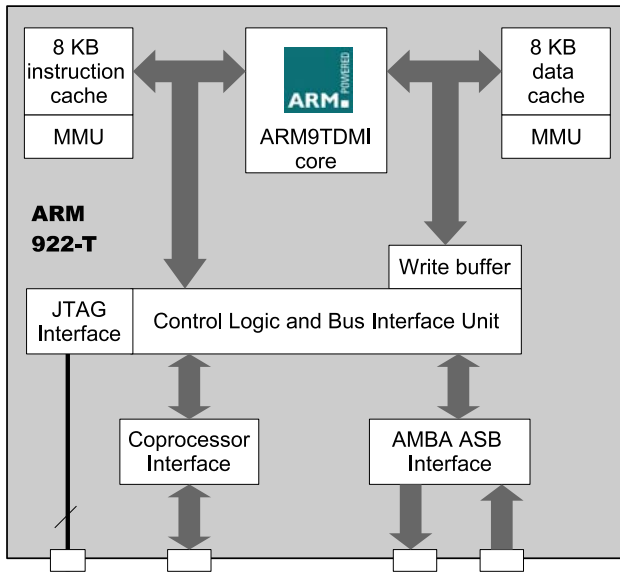 8 KB
instruction
cache
MMU
ARM
POWERED
ARM9TDMI
core
8 KB
data
cache
MMU
ARM
922-T
Write buffer
JTAG
Interface
Control Logic and Bus Interface Unit
Coprocessor
Interface
AMBA ASB
Interface